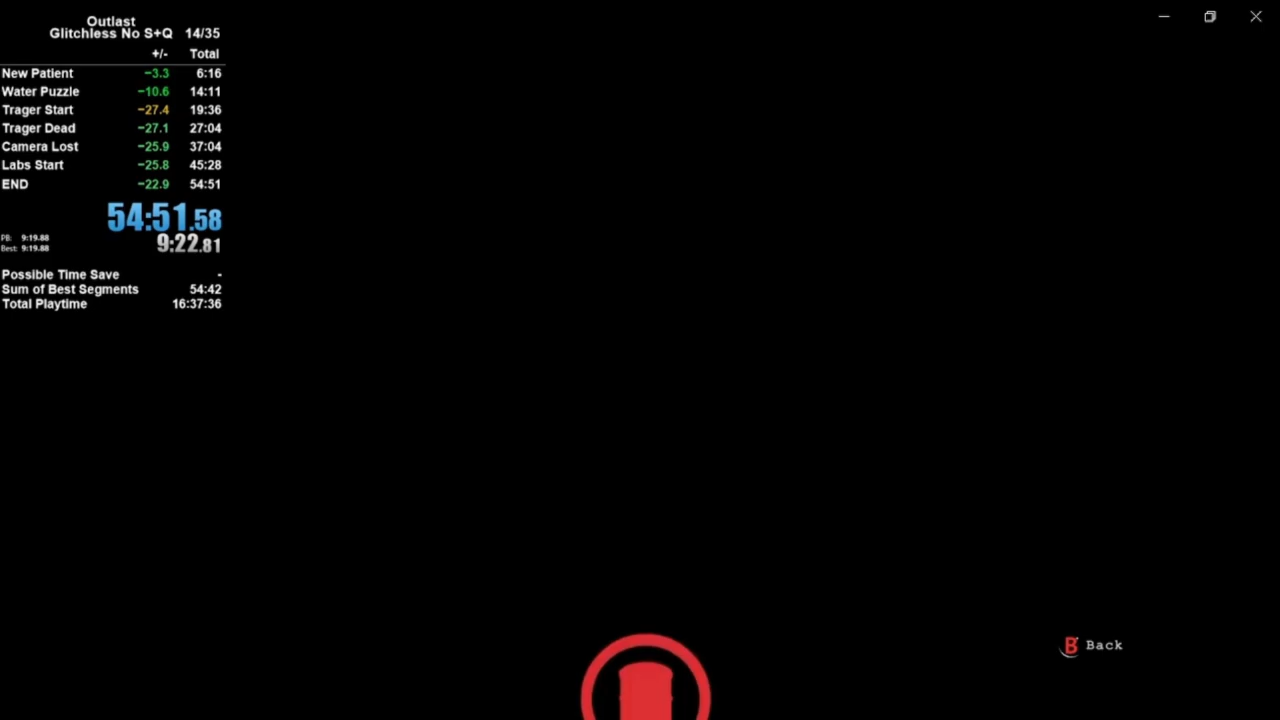 Outlast
Glitchless No S+Q 14/35
+/- Total
New Patient −3.3 6:16
Water Puzzle −10.6 14:11
Trager Start −27.4 19:36
Trager Dead −27.1 27:04
Camera Lost −25.9 37:04
Labs Start −25.8 45:28
END −22.9 54:51
54:51.58
PB: 9:19.88
Best: 9:19.88
9:22.81
Possible Time Save -
Sum of Best Segments 54:42
Total Playtime 16:37:36
B Back